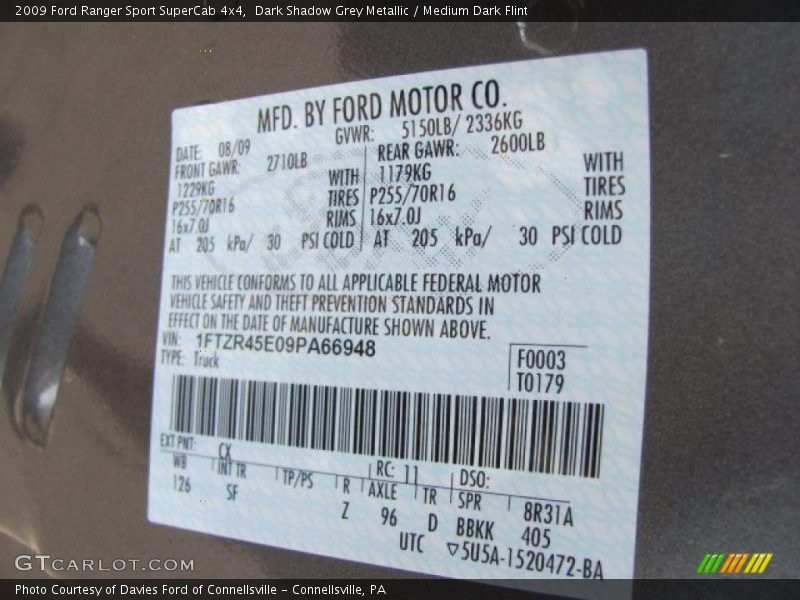 2009 Ford Ranger Sport SuperCab 4x4,  Dark Shadow Grey Metallic / Medium Dark Flint
MFD. BY FORD MOTOR CO.
DATE: 08/09 GVWR: 5150LB/ 2336KG
FRONT GAWR: 2710LB REAR GAWR: 2600LB
1229KG WITH 1179KG WITH
P255/70R16 TIRES P255/70R16 TIRES
16x7.0J RIMS 16x7.0J RIMS
AT 205 kPa/ 30 PSI COLD AT 205 kPa/ 30 PSI COLD
THIS VEHICLE CONFORMS TO ALL APPLICABLE FEDERAL MOTOR
VEHICLE SAFETY AND THEFT PREVENTION STANDARDS IN
EFFECT ON THE DATE OF MANUFACTURE SHOWN ABOVE.
VIN: 1FTZR45E09PA66948
TYPE: Truck
F0003
T0179
EXT PNT: CX RC: 11 DSO:
WB INT TR TP/PS R AXLE TR SPR 8R31A
126 SF Z 96 D BBKK 405
UTC ▽5U5A-1520472-BA
GTCARLOT.COM
Photo Courtesy of Davies Ford of Connellsville - Connellsville, PA